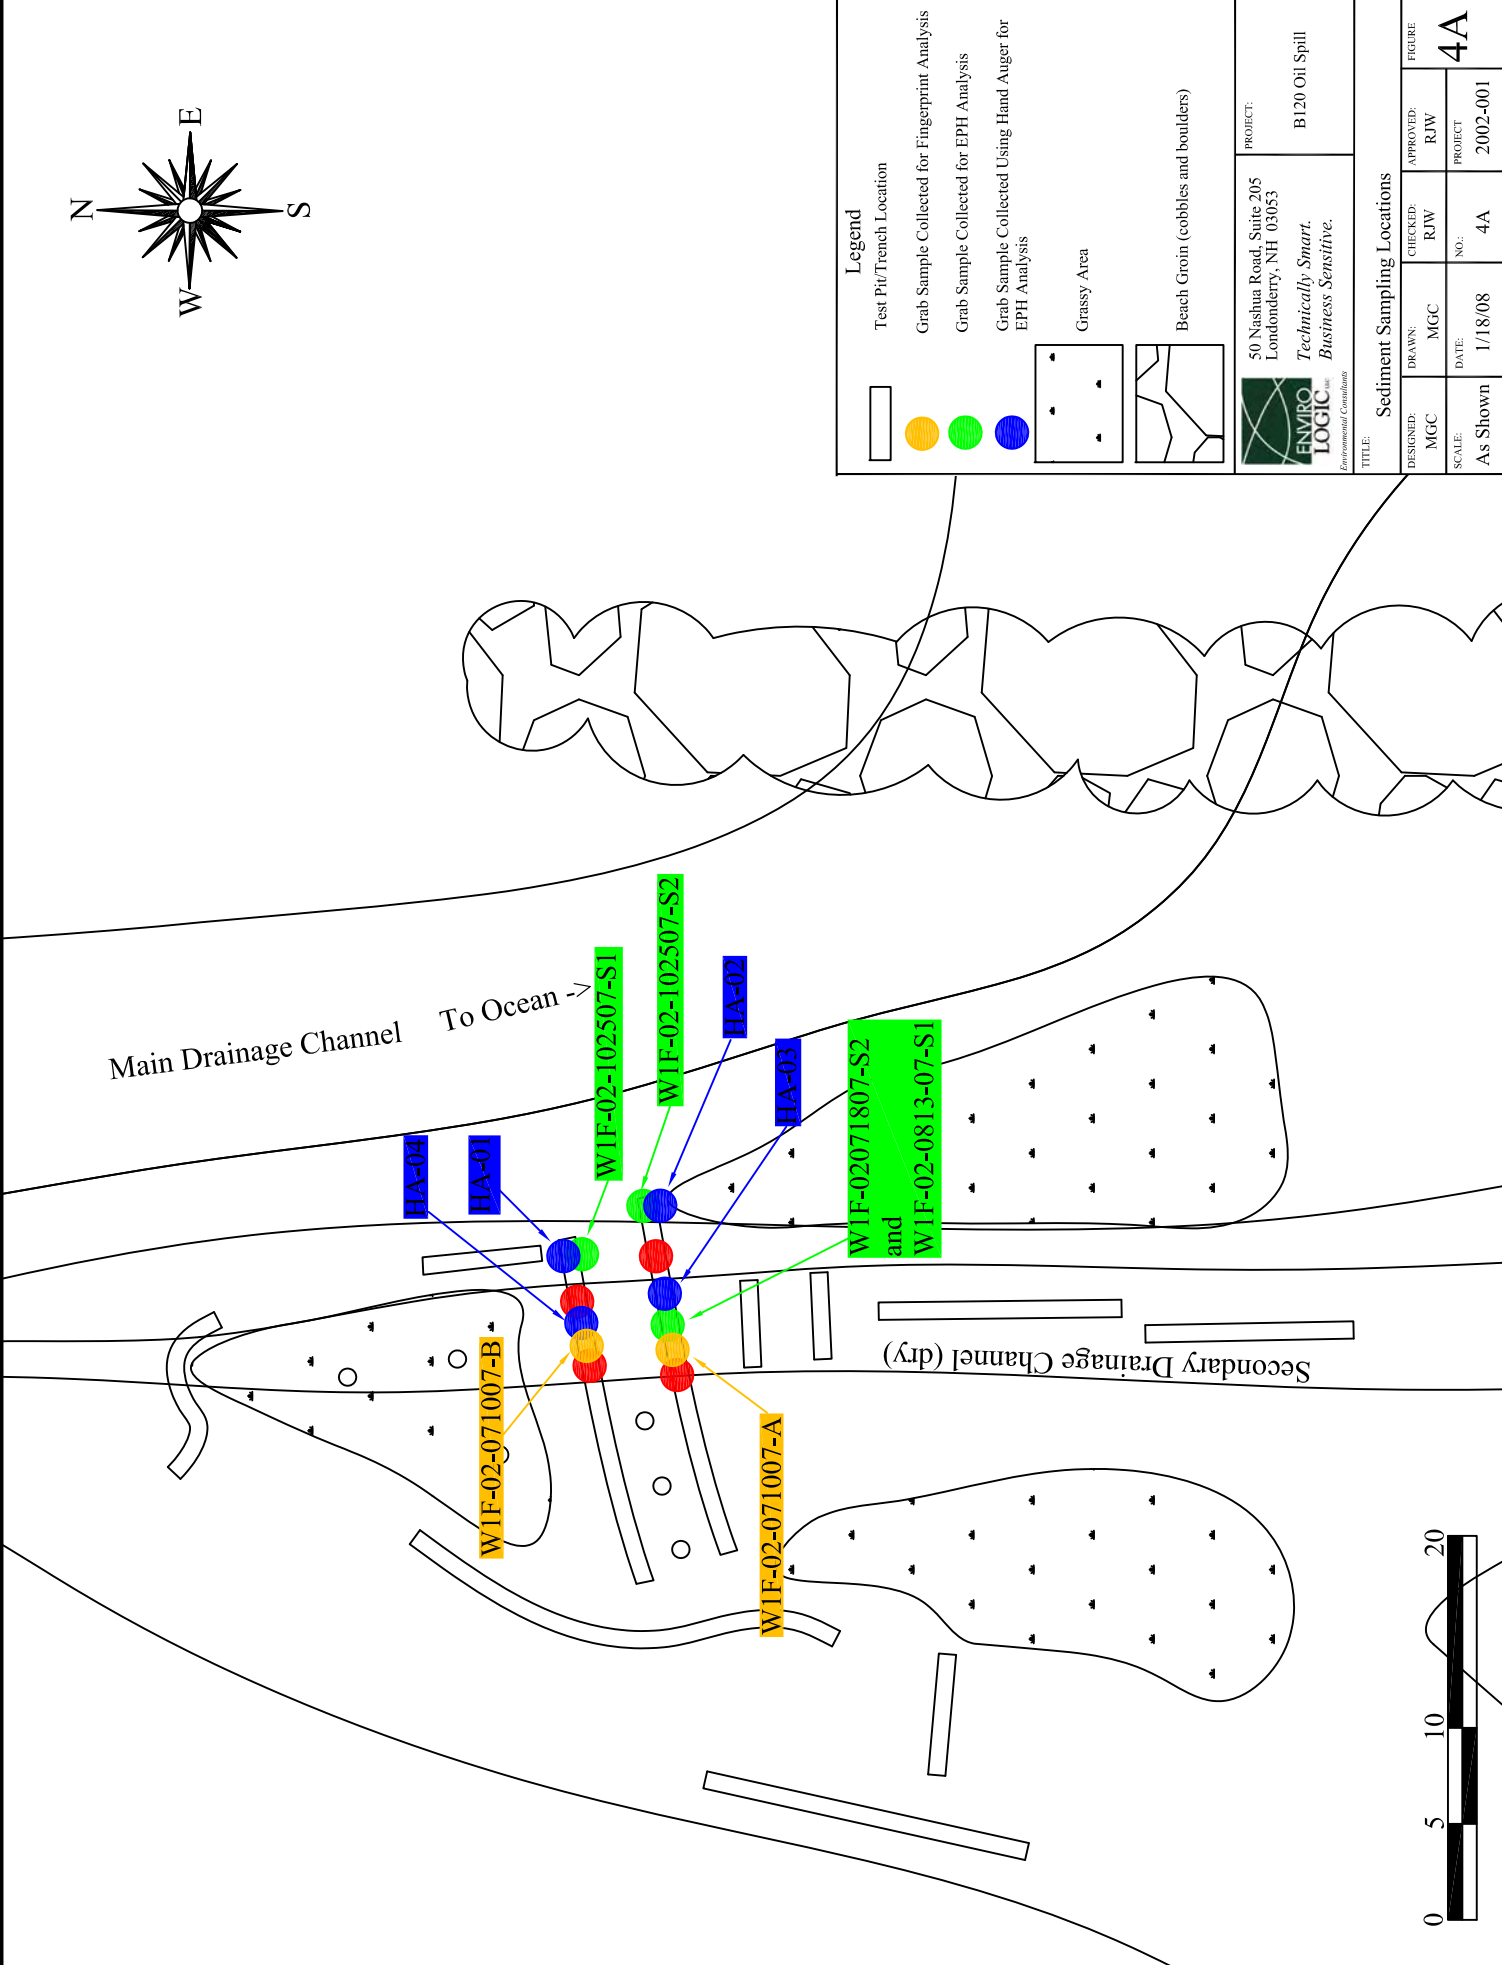 N
W
E
S
Main Drainage Channel
To Ocean ->
HA-04
HA-01
W1F-02-102507-S1
W1F-02-102507-S2
HA-02
HA-03
W1F-02071807-S2
and
W1F-02-0813-07-S1
W1F-02-071007-B
W1F-02-071007-A
Secondary Drainage Channel (dry)
0
5
10
20
Legend
Test Pit/Trench Location
Grab Sample Collected for Fingerprint Analysis
Grab Sample Collected for EPH Analysis
Grab Sample Collected Using Hand Auger for
EPH Analysis
Grassy Area
Beach Groin (cobbles and boulders)
ENVIRO
LOGIC LLC
Environmental Consultants
50 Nashua Road, Suite 205
Londonderry, NH 03053
Technically Smart.
Business Sensitive.
PROJECT:
B120 Oil Spill
TITLE:
Sediment Sampling Locations
DESIGNED:
MGC
DRAWN:
MGC
CHECKED:
RJW
APPROVED:
RJW
FIGURE
4A
SCALE:
As Shown
DATE:
1/18/08
NO.:
4A
PROJECT
2002-001